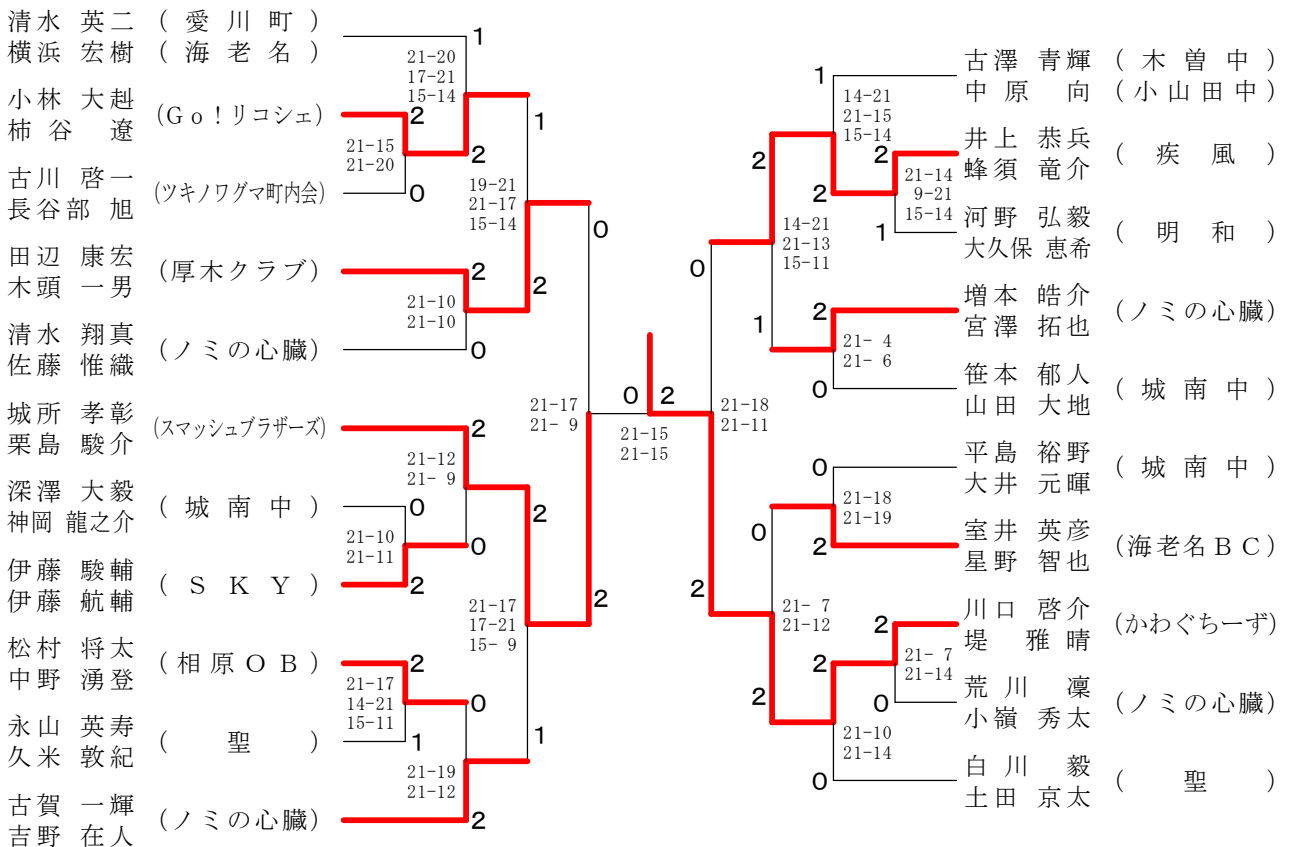 清水 英二 ( 愛 川 町 )
横浜 宏樹 ( 海 老 名 )
1
21-20
17-21
15-14
小林 大赳
柿谷 遼
(Go！リコシェ)
2
21-15
21-20
2
1
古川 啓一
長谷部 旭
(ツキノワグマ町内会)
0
19-21
21-17
15-14
0
田辺 康宏
木頭 一男
(厚木クラブ)
2
21-10
21-10
2
清水 翔真
佐藤 惟織
(ノミの心臓)
0
城所 孝彰
栗島 駿介
(スマッシュブラザーズ)
2
21-12
21- 9
21-17
21- 9
深澤 大毅
神岡 龍之介
( 城 南 中 )
0
21-10
21-11
0
2
伊藤 駿輔
伊藤 航輔
( S K Y )
2
21-17
17-21
15- 9
2
松村 将太
中野 湧登
(相原OB)
2
21-17
14-21
15-11
0
永山 英寿
久米 敦紀
( 聖 )
1
21-19
21-12
1
古賀 一輝
吉野 在人
(ノミの心臓)
2
0 2
21-15
21-15
古澤 青輝 ( 木 曽 中 )
中原 向 (小山田中)
1
14-21
21-15
15-14
井上 恭兵
蜂須 竜介
( 疾 風 )
2
21-14
9-21
15-14
2
2
河野 弘毅
大久保 恵希
( 明 和 )
1
14-21
21-13
15-11
0
増本 皓介
宮澤 拓也
(ノミの心臓)
2
21- 4
21- 6
1
笹本 郁人
山田 大地
( 城 南 中 )
0
21-18
21-11
平島 裕野
大井 元暉
( 城 南 中 )
0
21-18
21-19
0
室井 英彦
星野 智也
(海老名BC)
2
21- 7
21-12
2
川口 啓介
堤 雅晴
(かわぐちーず)
2
21- 7
21-14
2
2
荒川 凜
小嶺 秀太
(ノミの心臓)
0
21-10
21-14
白川 毅
土田 京太
( 聖 )
0